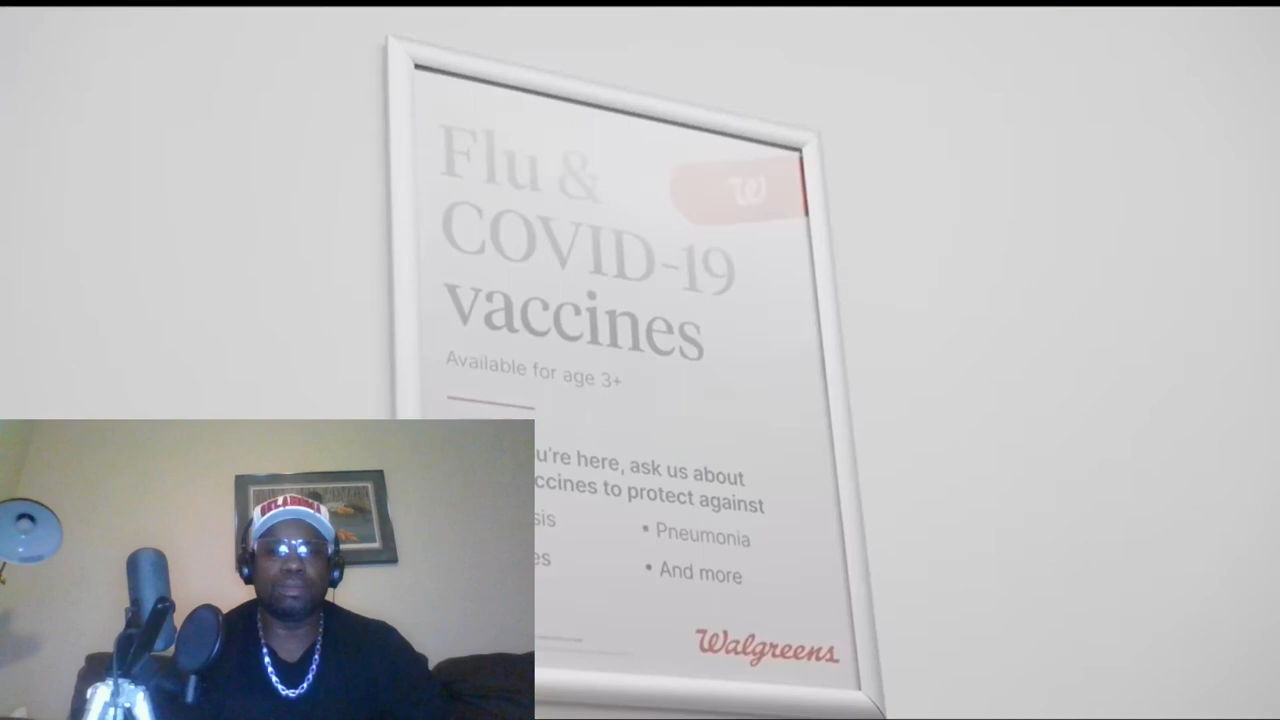 Flu &
W
COVID-19
vaccines
Available for age 3+
u're here, ask us about
ccines to protect against
sis
• Pneumonia
es
• And more
Walgreens
OKLAHOMA